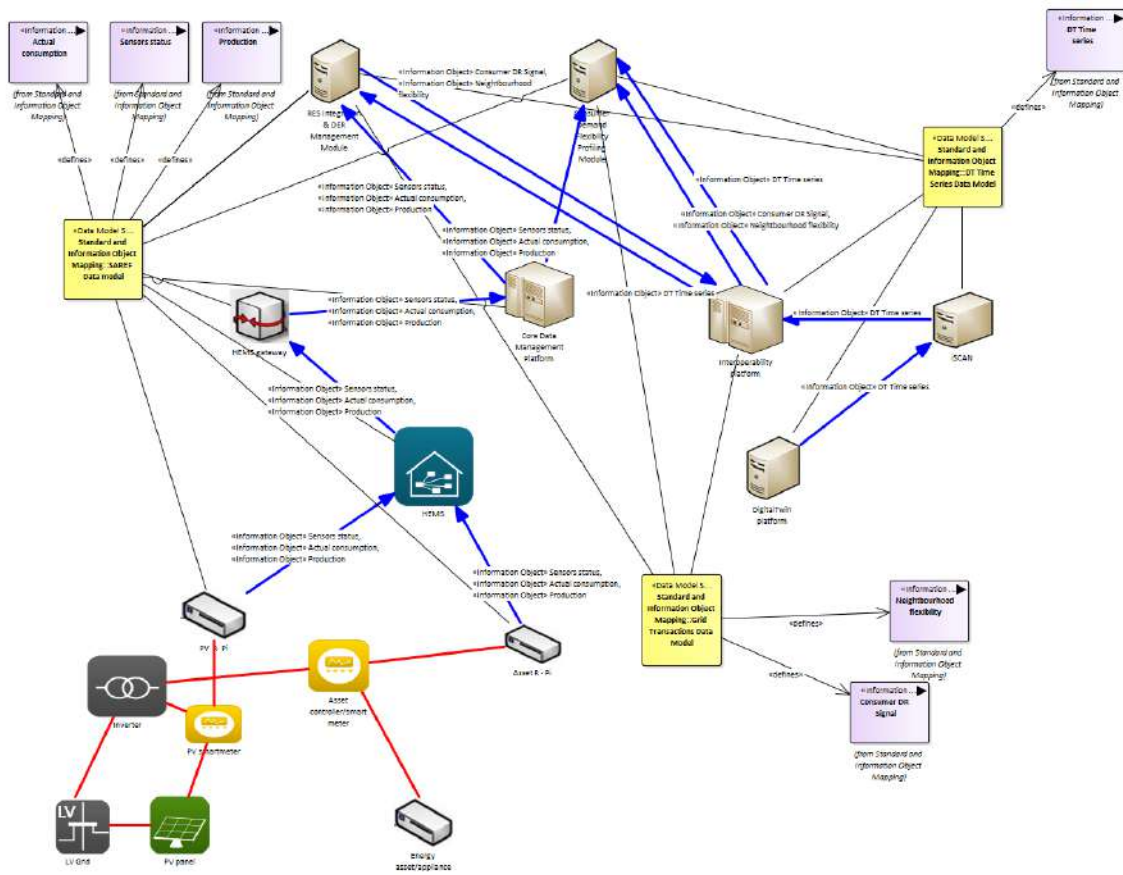 «Information ...
Actual
consumption
(from Standard and
Information Object
Mapping)
«Information ...
Sensors status
(from Standard and
Information Object
Mapping)
«Information ...
Production
(from Standard and
Information Object
Mapping)
«defines»
«defines»
«defines»
«Data Model S...
Standard and
Information Object
Mapping::SAREF
Data model
RES Integration
& DER
Management
Module
«Information Object» Consumer DR Signal,
«Information Object» Neighbourhood
flexibility
Demand
Flexibility
Profiling Module
«Information ...
DT Time
series
(from Standard and
Information Object
Mapping)
«defines»
«Data Model S...
Standard and
Information Object
Mapping::DT Time
Series Data Model
«Information Object» Sensors status,
«Information Object» Actual consumption,
«Information Object» Production
«Information Object» DT Time series
«Information Object» Consumer DR Signal,
«Information Object» Neighbourhood flexibility
«Information Object» Sensors status,
«Information Object» Actual consumption,
«Information Object» Production
«Information Object» DT Time series
HEMS gateway
«Information Object» Sensors status,
«Information Object» Actual consumption,
«Information Object» Production
Core Data
Management
Platform
Interoperability
platform
«Information Object» DT Time series
iSCAN
«Information Object» DT Time series
DigitalTwin
platform
«Information Object» Sensors status,
«Information Object» Actual consumption,
«Information Object» Production
HEMS
«Information Object» Sensors status,
«Information Object» Actual consumption,
«Information Object» Production
«Information Object» Sensors status,
«Information Object» Actual consumption,
«Information Object» Production
«Data Model S...
Standard and
Information Object
Mapping::Grid
Transactions Data
Model
«defines»
«Information ...
Neighbourhood
flexibility
(from Standard and
Information Object
Mapping)
«defines»
«Information ...
Consumer DR
Signal
(from Standard and
Information Object
Mapping)
Asset R - Pi
Inverter
PV smartmeter
Asset
controller/smart
meter
LV
LV Grid
PV panel
Energy
asset/appliance